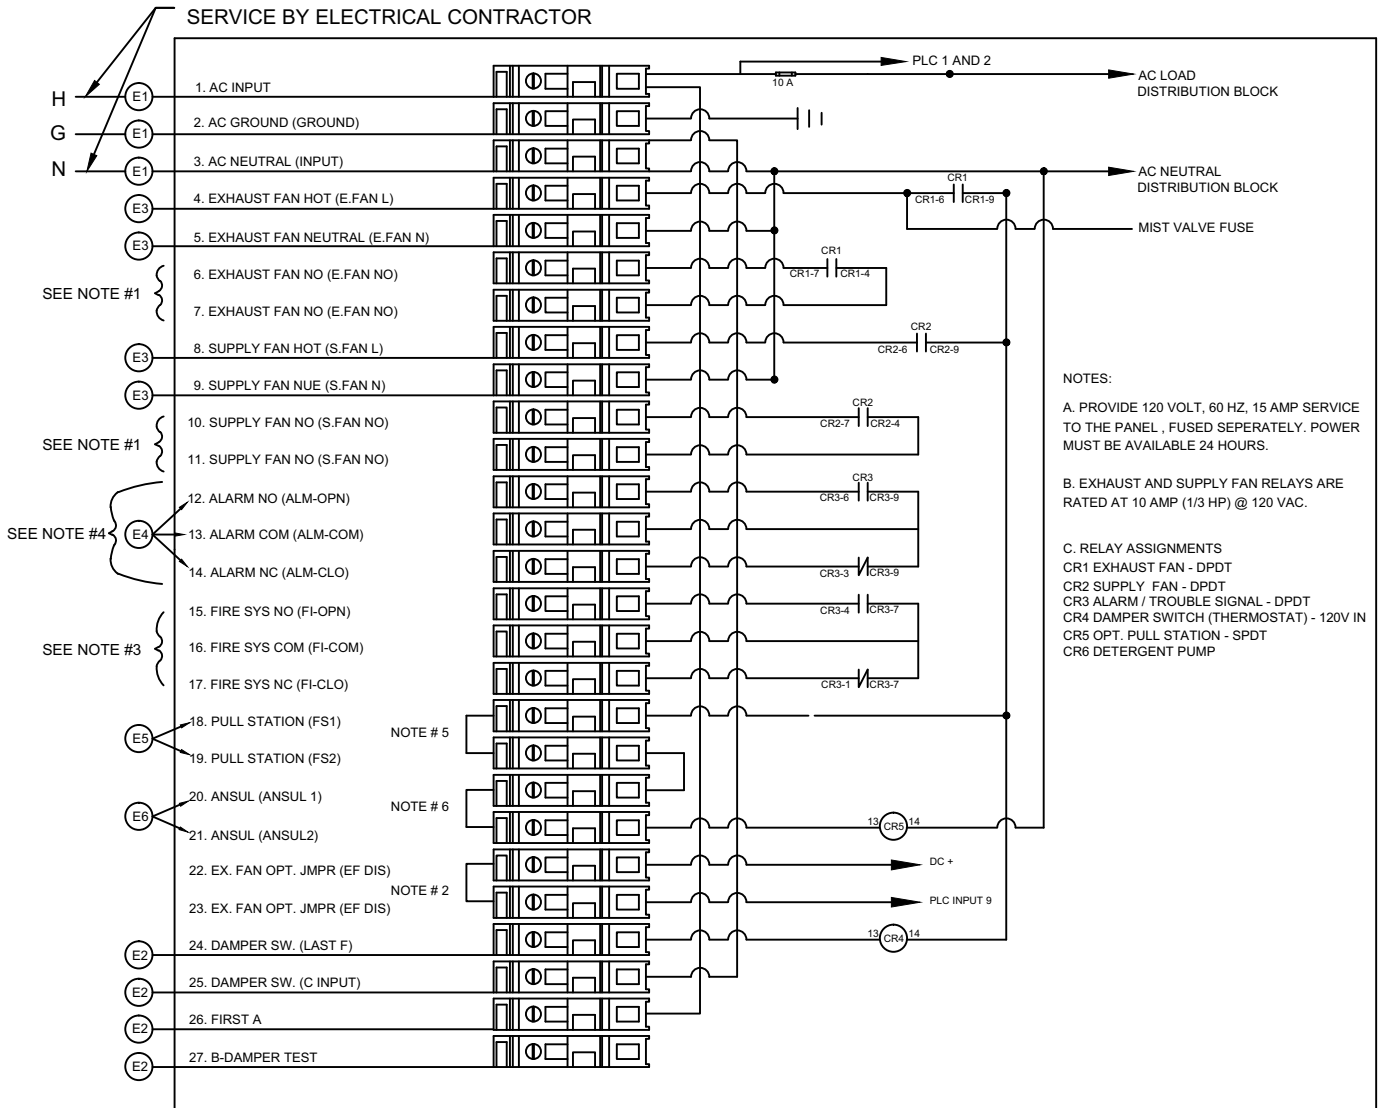 SERVICE BY ELECTRICAL CONTRACTOR
H
E1
1. AC INPUT
10 A
PLC 1 AND 2
AC LOAD
DISTRIBUTION BLOCK
G
E1
2. AC GROUND (GROUND)
N
E1
3. AC NEUTRAL (INPUT)
AC NEUTRAL
DISTRIBUTION BLOCK
E3
4. EXHAUST FAN HOT (E.FAN L)
CR1
CR1-6
CR1-9
MIST VALVE FUSE
E3
5. EXHAUST FAN NEUTRAL (E.FAN N)
SEE NOTE #1
6. EXHAUST FAN NO (E.FAN NO)
CR1
CR1-7
CR1-4
7. EXHAUST FAN NO (E.FAN NO)
E3
8. SUPPLY FAN HOT (S.FAN L)
CR2
CR2-6
CR2-9
E3
9. SUPPLY FAN NUE (S.FAN N)
SEE NOTE #1
10. SUPPLY FAN NO (S.FAN NO)
CR2
CR2-7
CR2-4
11. SUPPLY FAN NO (S.FAN NO)
SEE NOTE #4
E4
12. ALARM NO (ALM-OPN)
CR3
CR3-6
CR3-9
13. ALARM COM (ALM-COM)
14. ALARM NC (ALM-CLO)
CR3-3
CR3-9
SEE NOTE #3
15. FIRE SYS NO (FI-OPN)
CR3-4
CR3-7
16. FIRE SYS COM (FI-COM)
17. FIRE SYS NC (FI-CLO)
CR3-1
CR3-7
E5
18. PULL STATION (FS1)
NOTE # 5
19. PULL STATION (FS2)
E6
20. ANSUL (ANSUL 1)
NOTE # 6
21. ANSUL (ANSUL2)
13
CR5
14
22. EX. FAN OPT. JMPR (EF DIS)
NOTE # 2
DC +
23. EX. FAN OPT. JMPR (EF DIS)
PLC INPUT 9
E2
24. DAMPER SW. (LAST F)
13
CR4
14
E2
25. DAMPER SW. (C INPUT)
E2
26. FIRST A
E2
27. B-DAMPER TEST
NOTES:
A. PROVIDE 120 VOLT, 60 HZ, 15 AMP SERVICE
TO THE PANEL , FUSED SEPERATELY. POWER
MUST BE AVAILABLE 24 HOURS.
B. EXHAUST AND SUPPLY FAN RELAYS ARE
RATED AT 10 AMP (1/3 HP) @ 120 VAC.
C. RELAY ASSIGNMENTS
CR1 EXHAUST FAN - DPDT
CR2 SUPPLY FAN - DPDT
CR3 ALARM / TROUBLE SIGNAL - DPDT
CR4 DAMPER SWITCH (THERMOSTAT) - 120V IN
CR5 OPT. PULL STATION - SPDT
CR6 DETERGENT PUMP